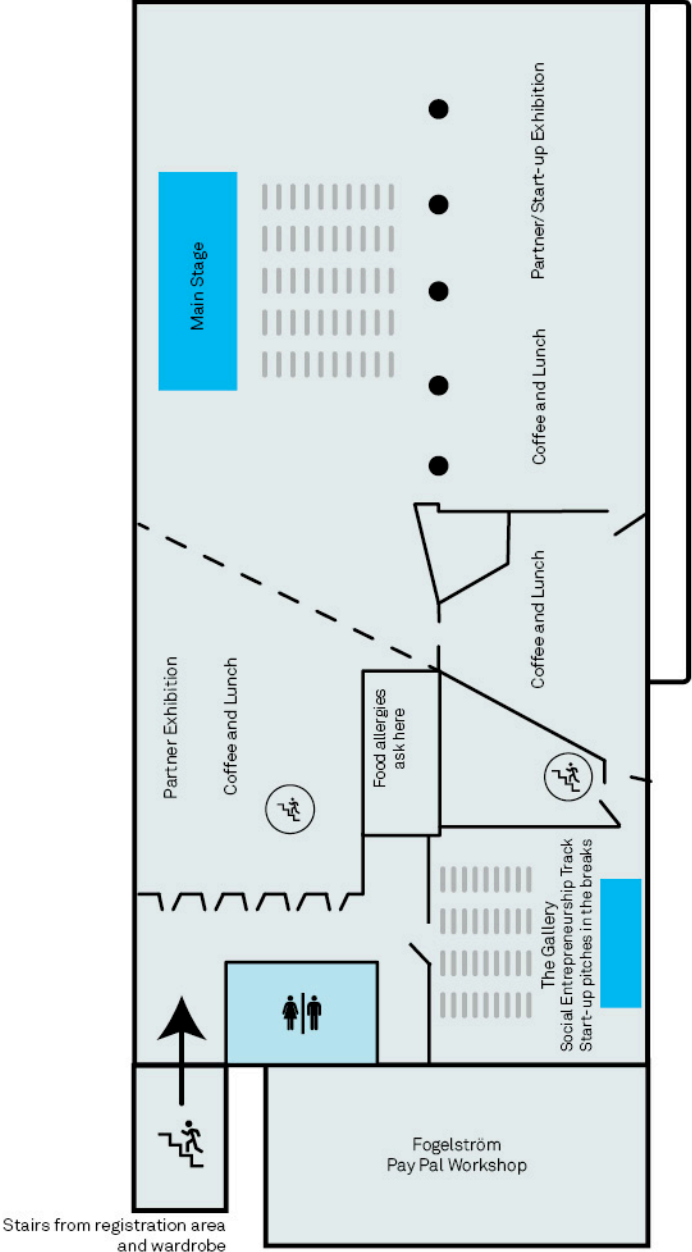 Main Stage
Partner/Start-up Exhibition
Coffee and Lunch
Coffee and Lunch
Partner Exhibition
Coffee and Lunch
Food allergies
ask here
The Gallery
Social Entrepreneurship Track
Start-up pitches in the breaks
Fogelström
Pay Pal Workshop
Stairs from registration area
and wardrobe